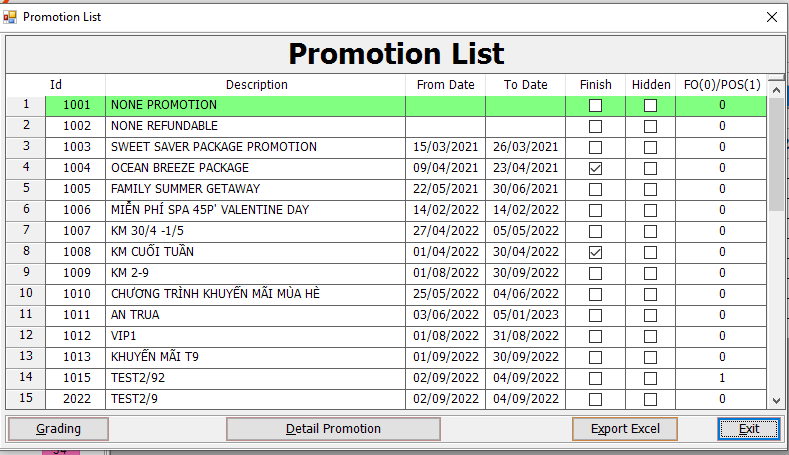 Promotion List
Promotion List
Id Description From Date To Date Finish Hidden FO(0)/POS(1)
1 1001 NONE PROMOTION 0
2 1002 NONE REFUNDABLE 0
3 1003 SWEET SAVER PACKAGE PROMOTION 15/03/2021 26/03/2021 0
4 1004 OCEAN BREEZE PACKAGE 09/04/2021 23/04/2021 0
5 1005 FAMILY SUMMER GETAWAY 22/05/2021 30/06/2021 0
6 1006 MIỄN PHÍ SPA 45P' VALENTINE DAY 14/02/2022 14/02/2022 0
7 1007 KM 30/4 -1/5 27/04/2022 05/05/2022 0
8 1008 KM CUỐI TUẦN 01/04/2022 30/04/2022 0
9 1009 KM 2-9 01/08/2022 30/09/2022 0
10 1010 CHƯƠNG TRÌNH KHUYẾN MÃI MÙA HÈ 25/05/2022 04/06/2022 0
11 1011 AN TRUA 03/06/2022 05/01/2023 0
12 1012 VIP1 01/08/2022 31/08/2022 0
13 1013 KHUYẾN MÃI T9 01/09/2022 30/09/2022 0
14 1015 TEST2/92 02/09/2022 04/09/2022 1
15 2022 TEST2/9 02/09/2022 04/09/2022 0
Grading Detail Promotion Export Excel Exit